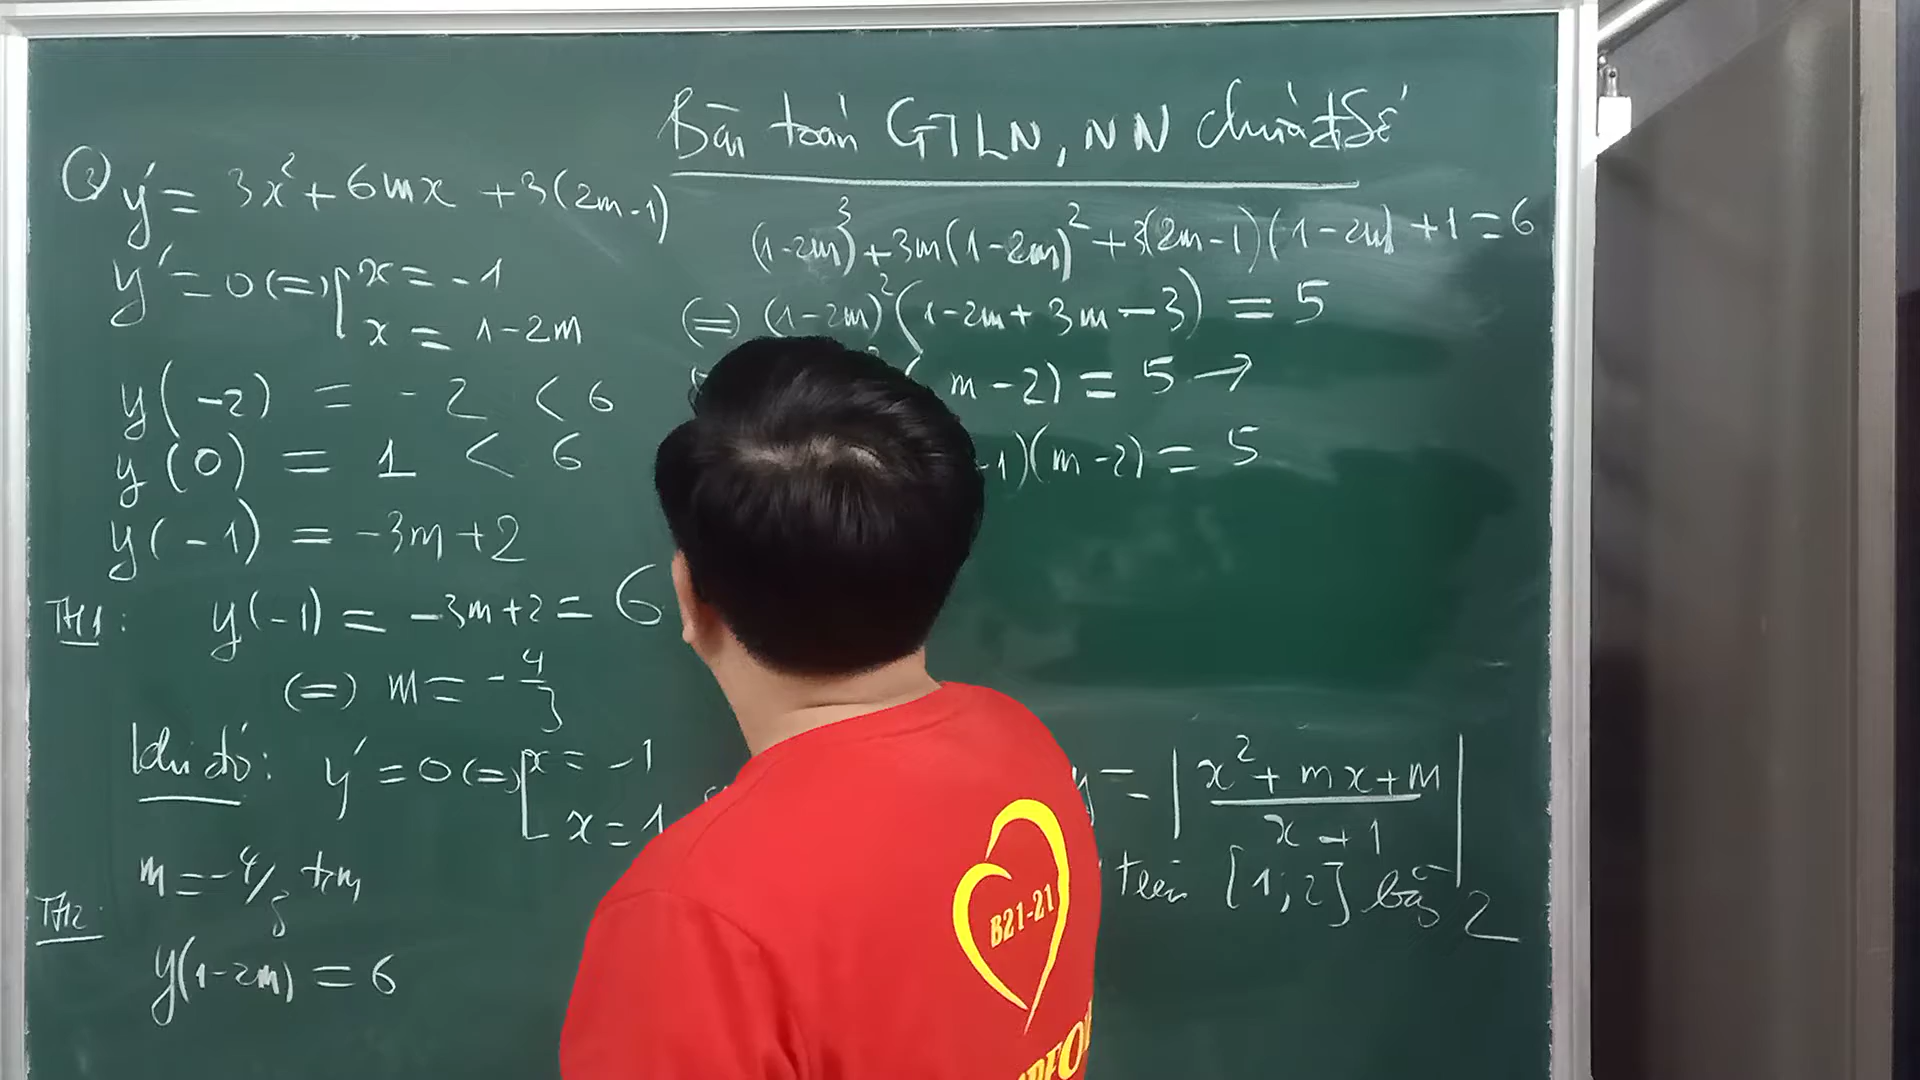 Bài toán GTLN, NN chứa t.Số
③ y' = 3x² + 6mx + 3(2m-1)
y' = 0 (=) [ x = -1
x = 1-2m
y(-2) = -2 < 6
y(0) = 1 < 6
y(-1) = -3m+2
TH1: y(-1) = -3m+2 = 6
(=) m = -4/3
khi đó: y' = 0 (=) [ x = -1
x = 1
m = -4/3 t.m
TH2:
y(1-2m) = 6
(1-2m)³ + 3m(1-2m)² + 3(2m-1)(1-2m) + 1 = 6
(=) (1-2m)² (1-2m + 3m - 3) = 5
m-2) = 5 →
-1)(m-2) = 5
y = | x² + mx + m / x + 1 |
trên [1;2] bằng 2
B21-21